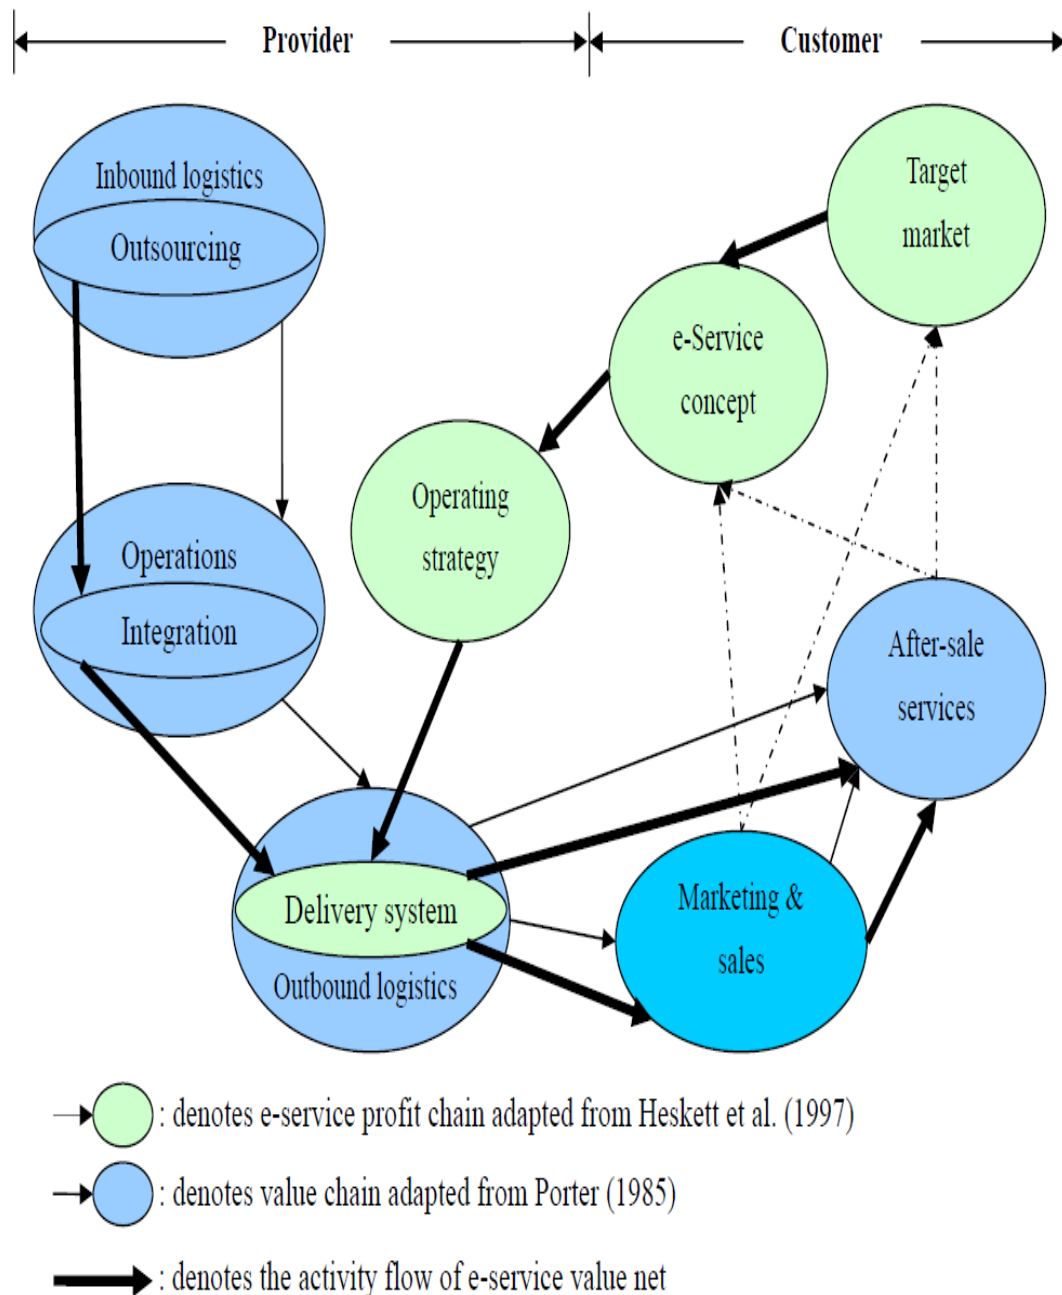 Provider
Customer
Inbound logistics
Outsourcing
Target
market
e-Service
concept
Operating
strategy
Operations
Integration
After-sale
services
Delivery system
Outbound logistics
Marketing &
sales
: denotes e-service profit chain adapted from Heskett et al. (1997)
: denotes value chain adapted from Porter (1985)
: denotes the activity flow of e-service value net